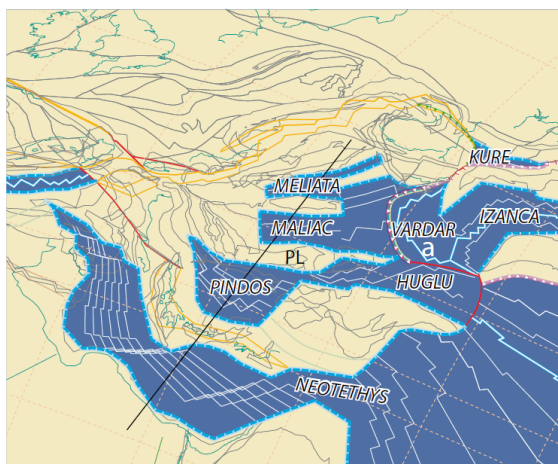 KURE
MELIATA
IZANCA
MALIAC
VARDAR
a
PL
HUGLU
PINDOS
NEOTETHYS